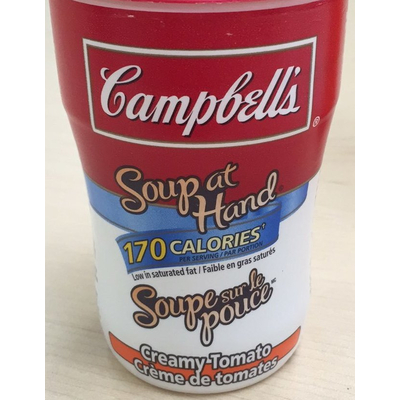 Campbell's®
Soup at
Hand®
170 CALORIES*
PER SERVING / PAR PORTION
Low in saturated fat / Faible en gras saturés
Soupe sur le
pouce MC
Creamy Tomato
Crème de tomates